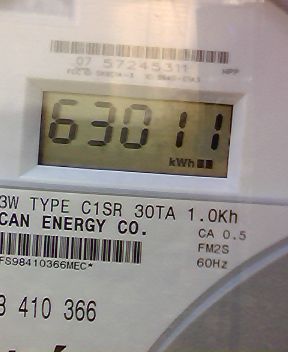 07 57245311
63011
kWh
3W TYPE C1SR 30TA 1.0Kh
CAN ENERGY CO.
CA 0.5
FM2S
60Hz
FS98410366MEC*
410 366